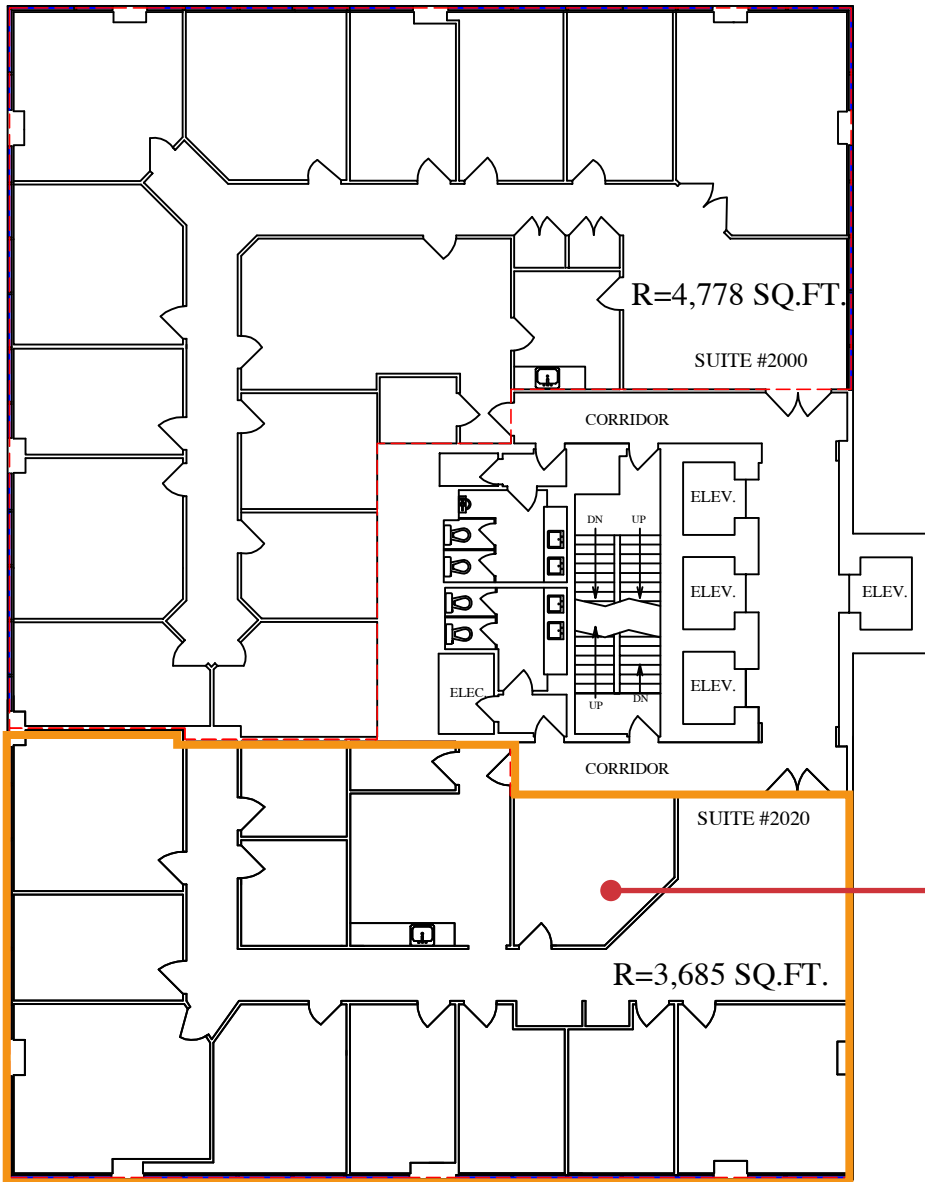 R=4,778 SQ.FT.
SUITE #2000
CORRIDOR
ELEV.
DN
UP
ELEV.
ELEV.
ELEC.
ELEV.
UP
DN
CORRIDOR
SUITE #2020
R=3,685 SQ.FT.